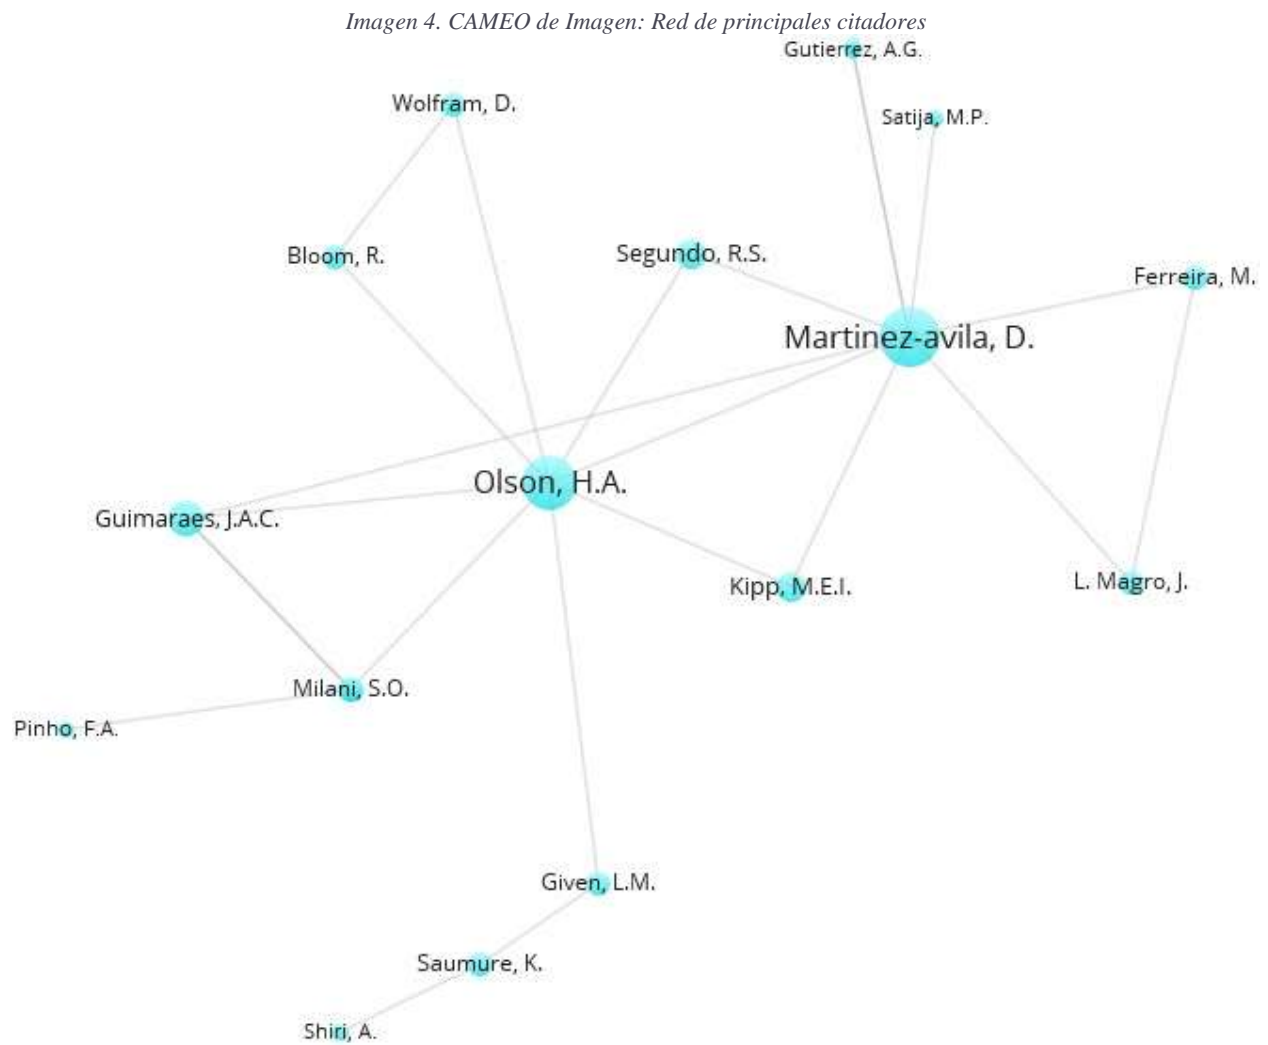 Imagen 4. CAMEO de Imagen: Red de principales citadores
Gutierrez, A.G.
Wolfram, D.
Satija, M.P.
Bloom, R.
Segundo, R.S.
Ferreira, M.
Martinez-avila, D.
Olson, H.A.
Guimaraes, J.A.C.
Kipp, M.E.I.
L. Magro, J.
Milani, S.O.
Pinho, F.A.
Given, L.M.
Saumure, K.
Shiri, A.